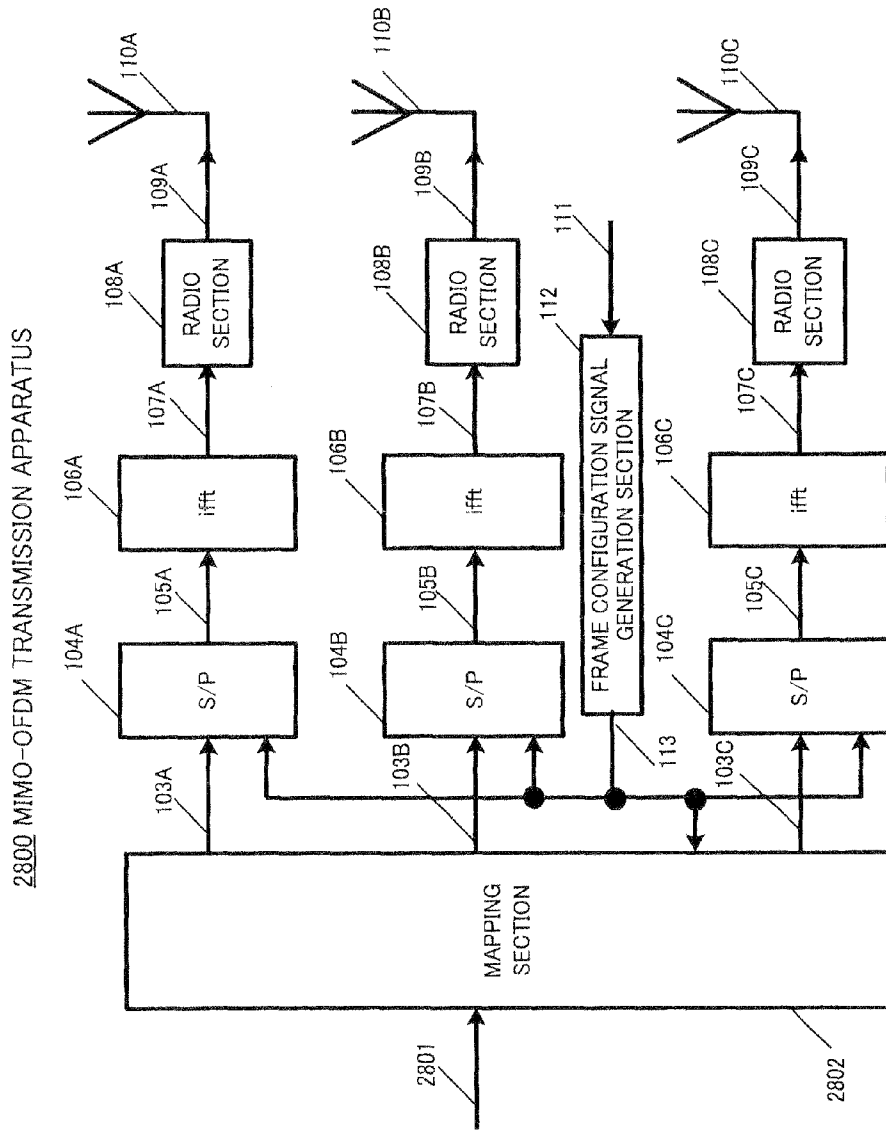 2800 MIMO-OFDM TRANSMISSION APPARATUS
110A
109A
108A
RADIO
SECTION
107A
106A
ifft
105A
104A
S/P
103A
110B
109B
108B
RADIO
SECTION
107B
106B
ifft
105B
104B
S/P
103B
111
112
FRAME CONFIGURATION SIGNAL
GENERATION SECTION
113
110C
109C
108C
RADIO
SECTION
107C
106C
ifft
105C
104C
S/P
103C
MAPPING
SECTION
2801
2802